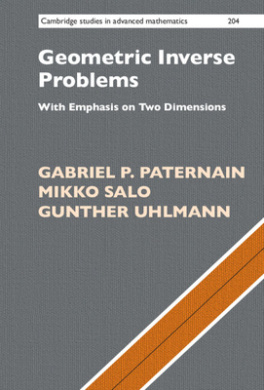 Cambridge studies in advanced mathematics 204
Geometric Inverse
Problems
With Emphasis on Two Dimensions
GABRIEL P. PATERNAIN
MIKKO SALO
GUNTHER UHLMANN